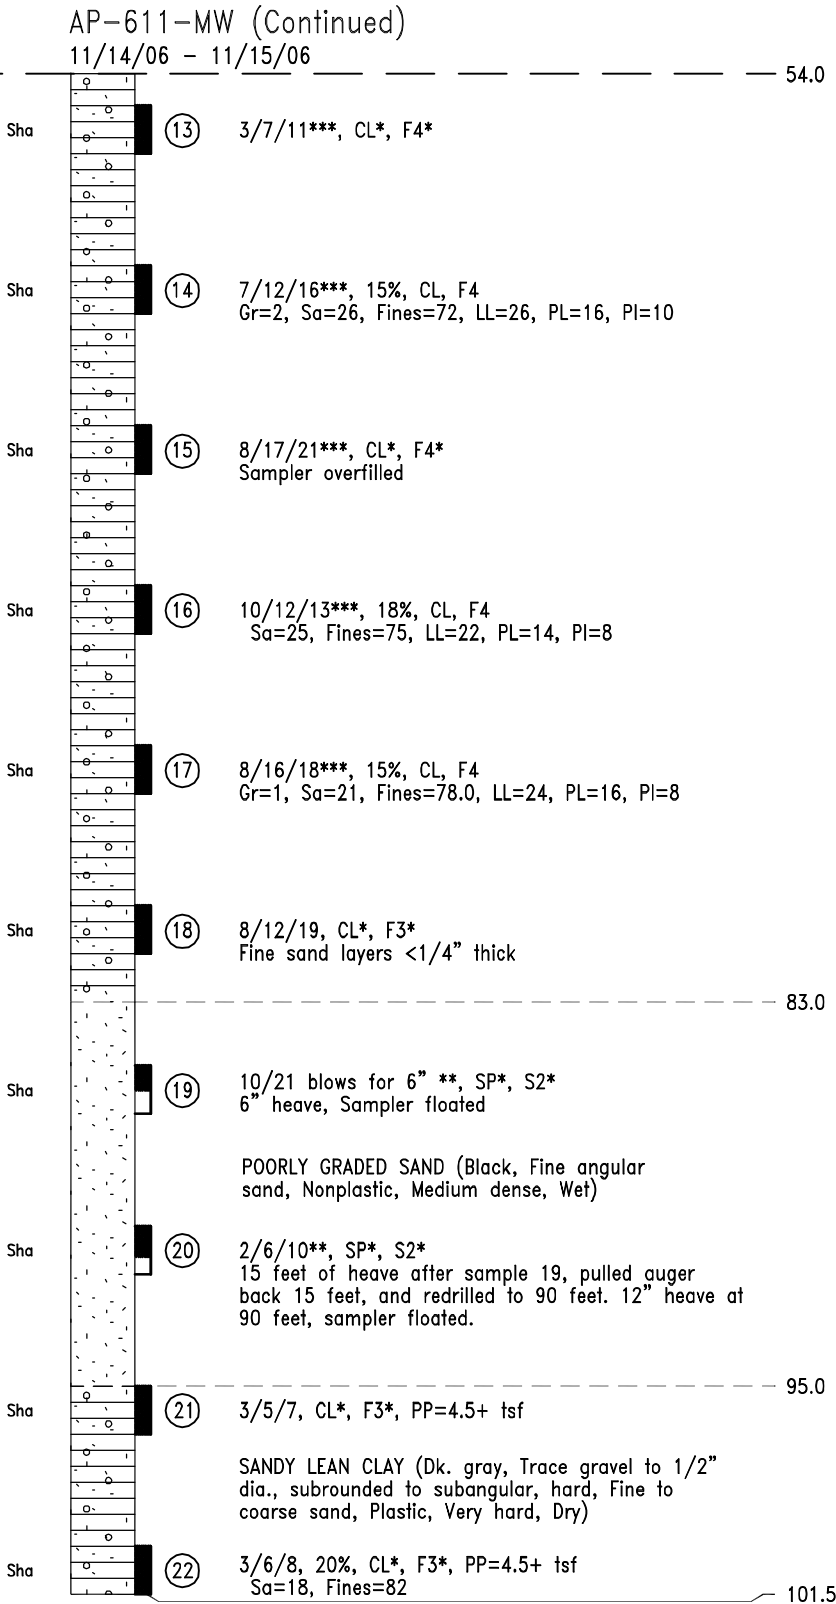 AP-611-MW (Continued)
11/14/06 - 11/15/06
54.0
Sha 13 3/7/11***, CL*, F4*
Sha 14 7/12/16***, 15%, CL, F4
Gr=2, Sa=26, Fines=72, LL=26, PL=16, PI=10
Sha 15 8/17/21***, CL*, F4*
Sampler overfilled
Sha 16 10/12/13***, 18%, CL, F4
Sa=25, Fines=75, LL=22, PL=14, PI=8
Sha 17 8/16/18***, 15%, CL, F4
Gr=1, Sa=21, Fines=78.0, LL=24, PL=16, PI=8
Sha 18 8/12/19, CL*, F3*
Fine sand layers <1/4" thick
83.0
Sha 19 10/21 blows for 6" **, SP*, S2*
6" heave, Sampler floated
POORLY GRADED SAND (Black, Fine angular
sand, Nonplastic, Medium dense, Wet)
Sha 20 2/6/10**, SP*, S2*
15 feet of heave after sample 19, pulled auger
back 15 feet, and redrilled to 90 feet. 12" heave at
90 feet, sampler floated.
95.0
Sha 21 3/5/7, CL*, F3*, PP=4.5+ tsf
SANDY LEAN CLAY (Dk. gray, Trace gravel to 1/2"
dia., subrounded to subangular, hard, Fine to
coarse sand, Plastic, Very hard, Dry)
Sha 22 3/6/8, 20%, CL*, F3*, PP=4.5+ tsf
Sa=18, Fines=82
101.5